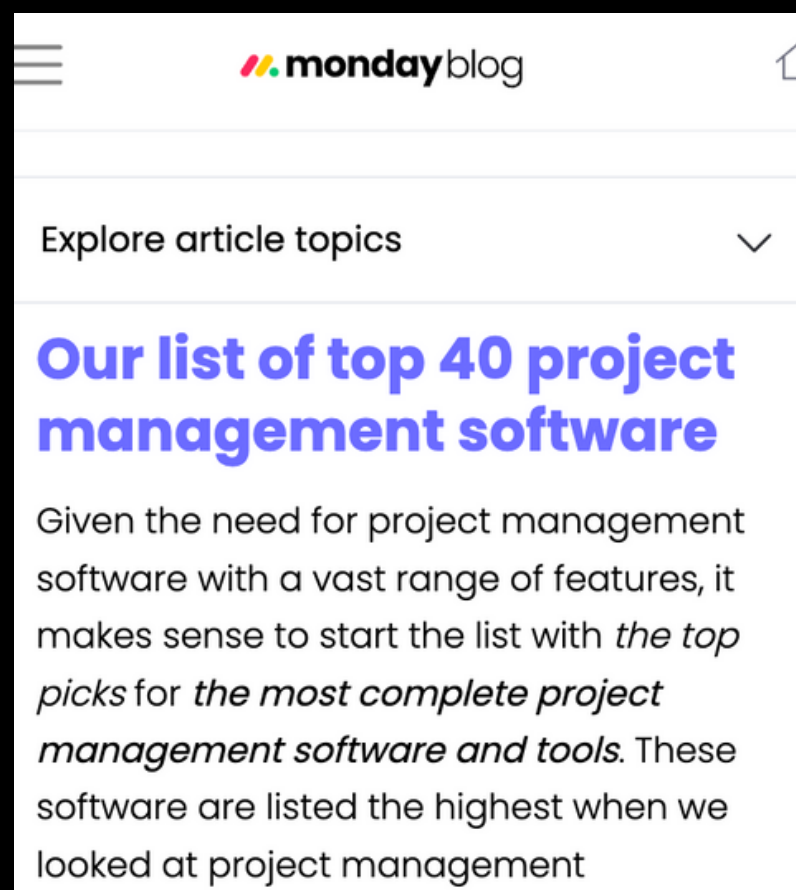 mondayblog
Explore article topics
Our list of top 40 project
management software
Given the need for project management
software with a vast range of features, it
makes sense to start the list with the top
picks for the most complete project
management software and tools. These
software are listed the highest when we
looked at project management